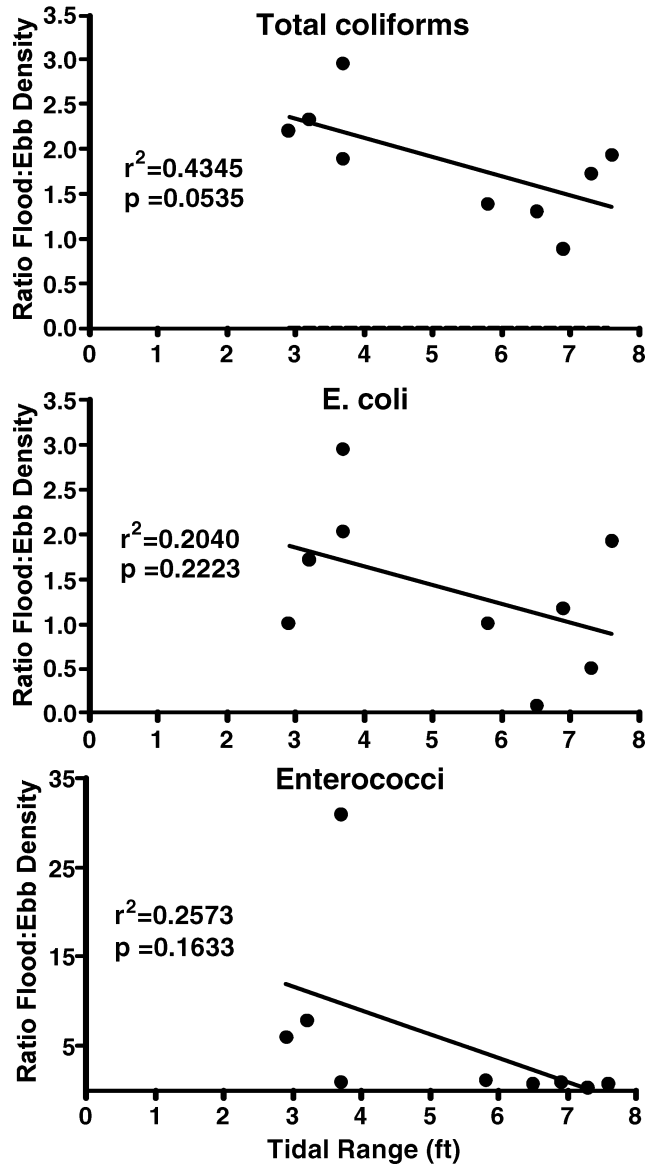 Total coliforms
Ratio Flood:Ebb Density
3.5
3.0
2.5
2.0
1.5
1.0
0.5
0.0
r²=0.4345
p =0.0535
0 1 2 3 4 5 6 7 8
E. coli
Ratio Flood:Ebb Density
3.5
3.0
2.5
2.0
1.5
1.0
0.5
0.0
r²=0.2040
p =0.2223
0 1 2 3 4 5 6 7 8
Enterococci
Ratio Flood:Ebb Density
35
25
15
5
r²=0.2573
p =0.1633
0 1 2 3 4 5 6 7 8
Tidal Range (ft)